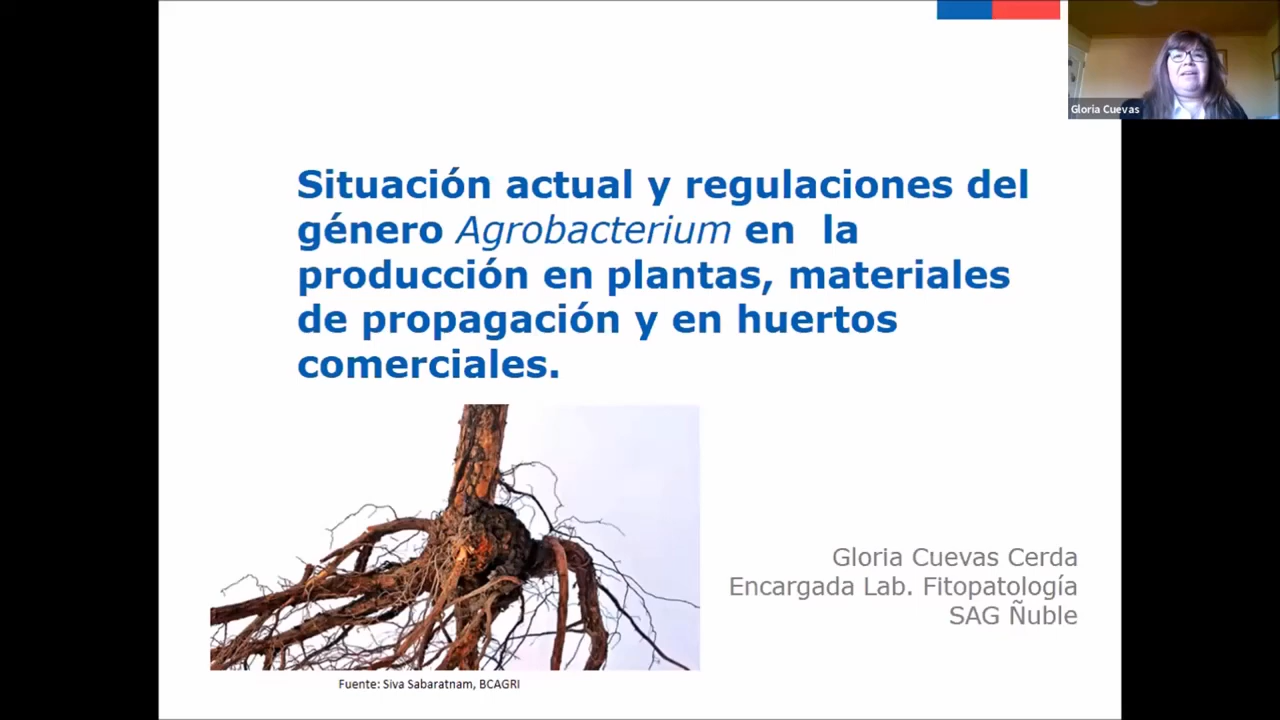 Gloria Cuevas
Situación actual y regulaciones del
género Agrobacterium en la
producción en plantas, materiales
de propagación y en huertos
comerciales.
Gloria Cuevas Cerda
Encargada Lab. Fitopatología
SAG Ñuble
Fuente: Siva Sabaratnam, BCAGRI